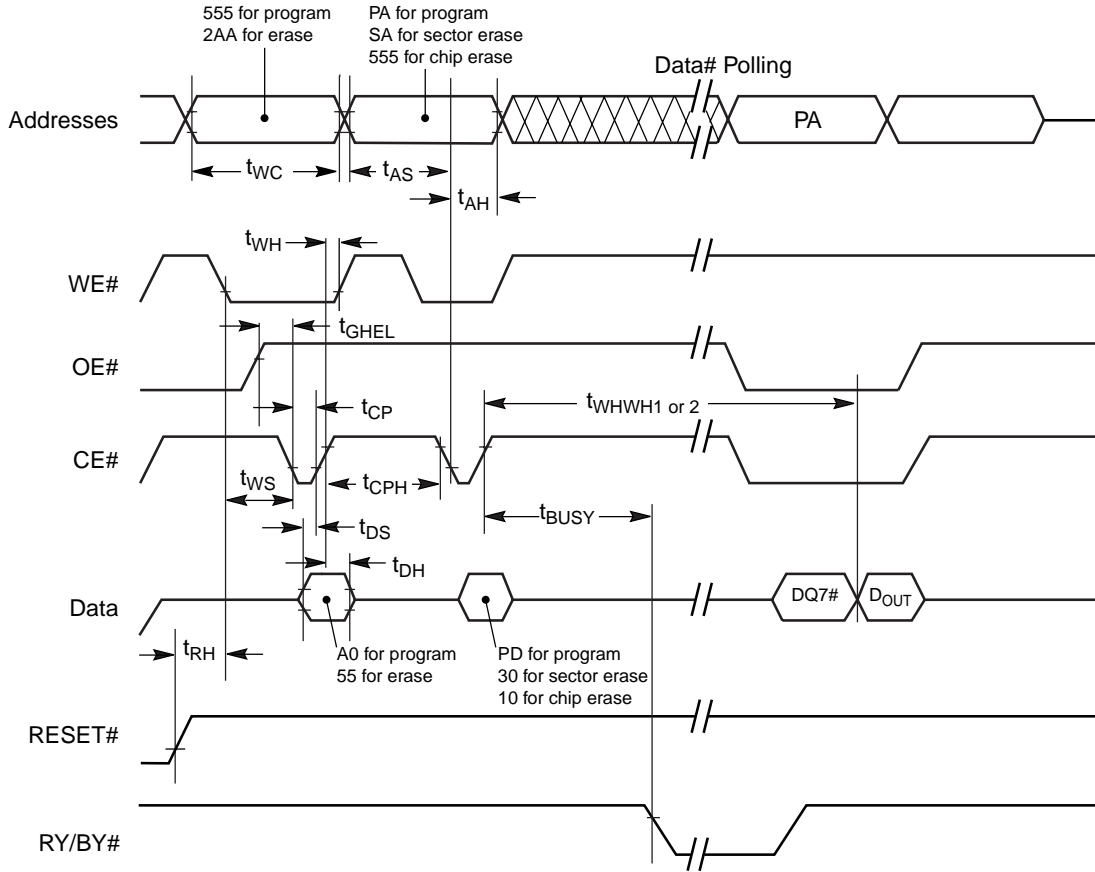 555 for program
2AA for erase
PA for program
SA for sector erase
555 for chip erase
Data# Polling
Addresses
PA
tWC
tAS
tAH
tWH
WE#
tGHEL
OE#
tWHWH1 or 2
tCP
CE#
tWS
tCPH
tBUSY
tDS
tDH
Data
DQ7#
DOUT
tRH
A0 for program
55 for erase
PD for program
30 for sector erase
10 for chip erase
RESET#
RY/BY#